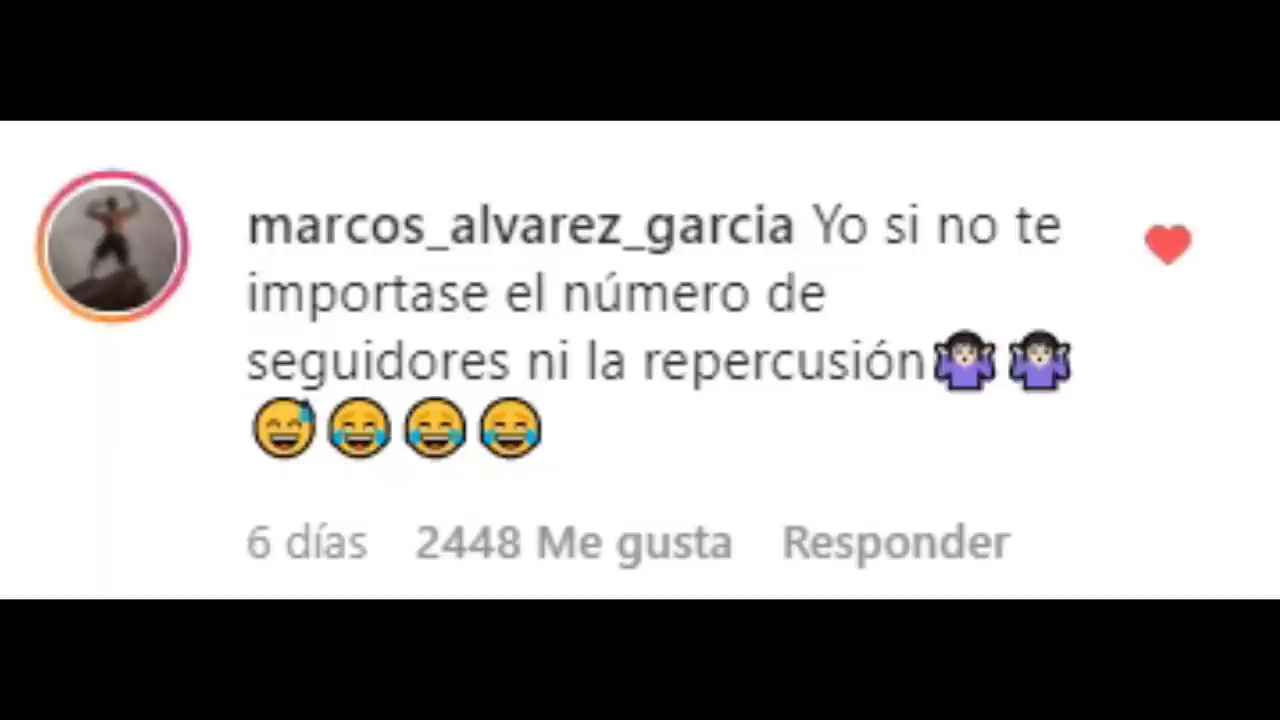 marcos_alvarez_garcia Yo si no te
importase el número de
seguidores ni la repercusión🤷🏻‍♀️🤷🏻‍♀️
😅😂😂😂
6 días 2448 Me gusta Responder